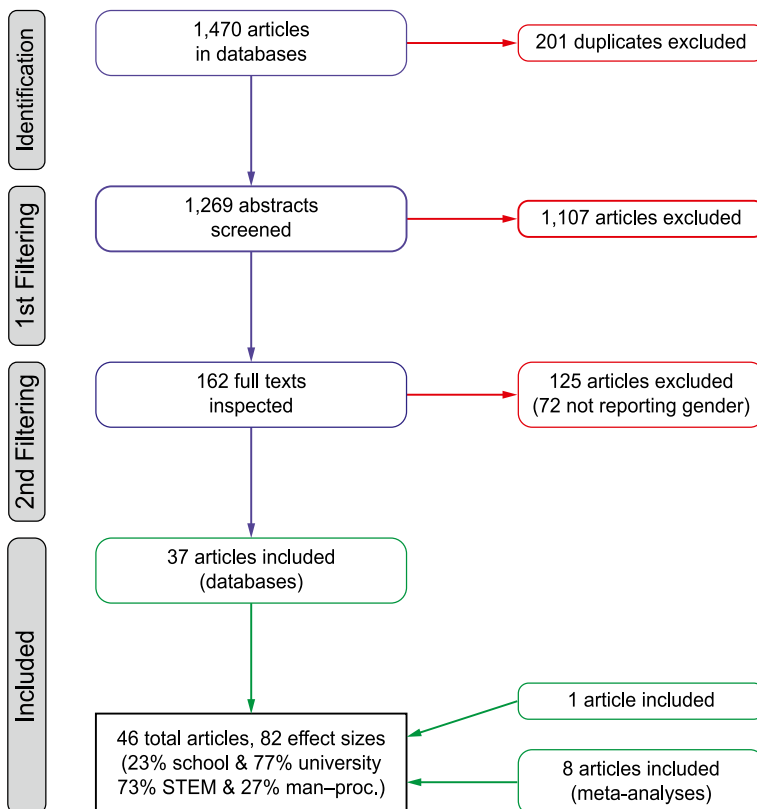 Identification
1,470 articles
in databases
201 duplicates excluded
1st Filtering
1,269 abstracts
screened
1,107 articles excluded
2nd Filtering
162 full texts
inspected
125 articles excluded
(72 not reporting gender)
Included
37 articles included
(databases)
1 article included
46 total articles, 82 effect sizes
(23% school & 77% university
73% STEM & 27% man–proc.)
8 articles included
(meta-analyses)